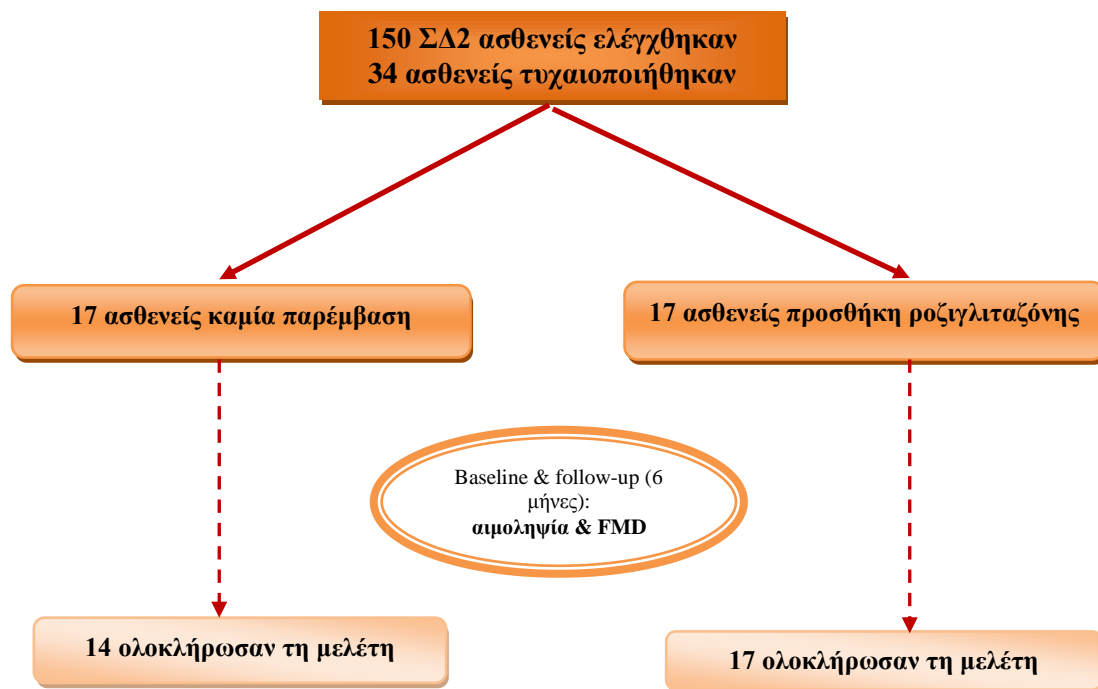 150 ΣΔ2 ασθενείς ελέγχθηκαν
34 ασθενείς τυχαιοποιήθηκαν
17 ασθενείς καμία παρέμβαση
17 ασθενείς προσθήκη ροζιγλιταζόνης
Baseline & follow-up (6
μήνες):
αιμοληψία & FMD
14 ολοκλήρωσαν τη μελέτη
17 ολοκλήρωσαν τη μελέτη